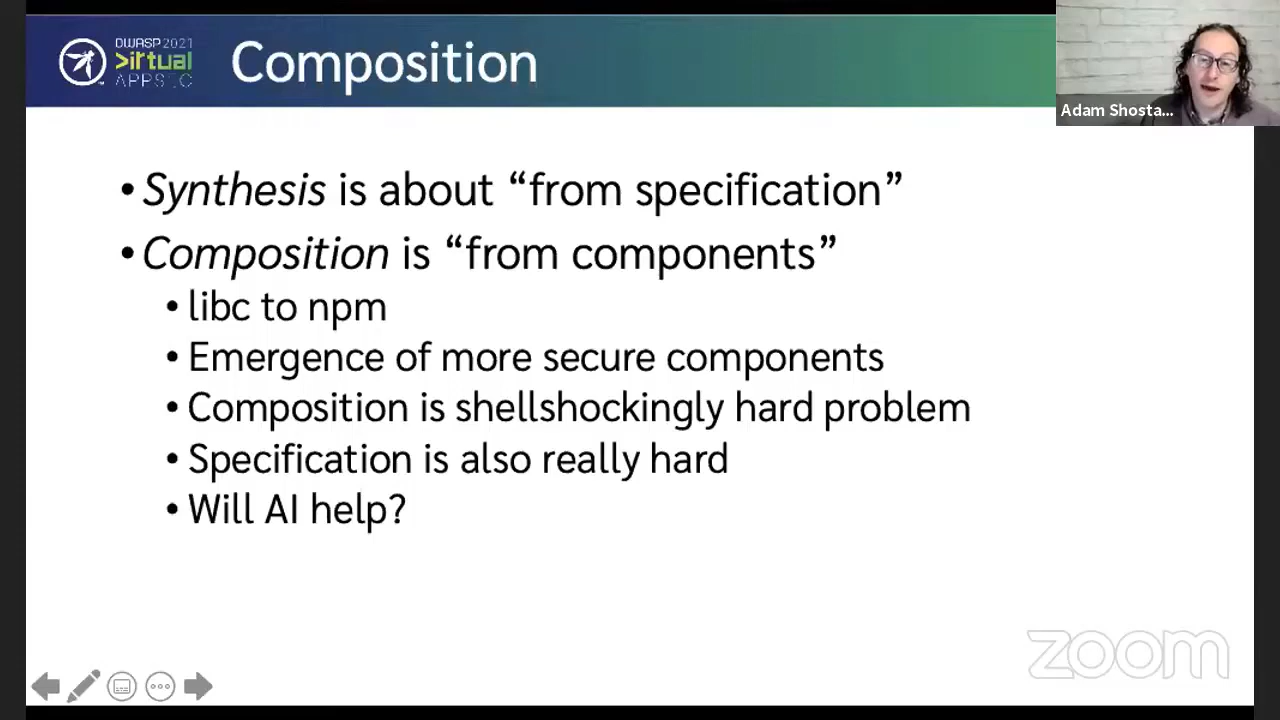 OWASP 2021
>irtual
APPSEC
Composition
Adam Shosta...
• Synthesis is about “from specification”
• Composition is “from components”
• libc to npm
• Emergence of more secure components
• Composition is shellshockingly hard problem
• Specification is also really hard
• Will AI help?
zoom